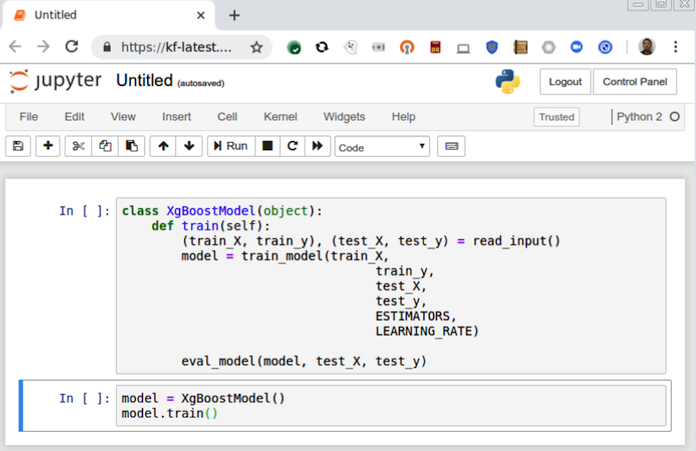 Untitled
https://kf-latest....
jupyter Untitled (autosaved)
Logout Control Panel
File Edit View Insert Cell Kernel Widgets Help
Trusted Python 2
Run Code
In [ ]: class XgBoostModel(object):
    def train(self):
        (train_X, train_y), (test_X, test_y) = read_input()
        model = train_model(train_X,
                                  train_y,
                                  test_X,
                                  test_y,
                                  ESTIMATORS,
                                  LEARNING_RATE)
        eval_model(model, test_X, test_y)
In [ ]: model = XgBoostModel()
model.train()